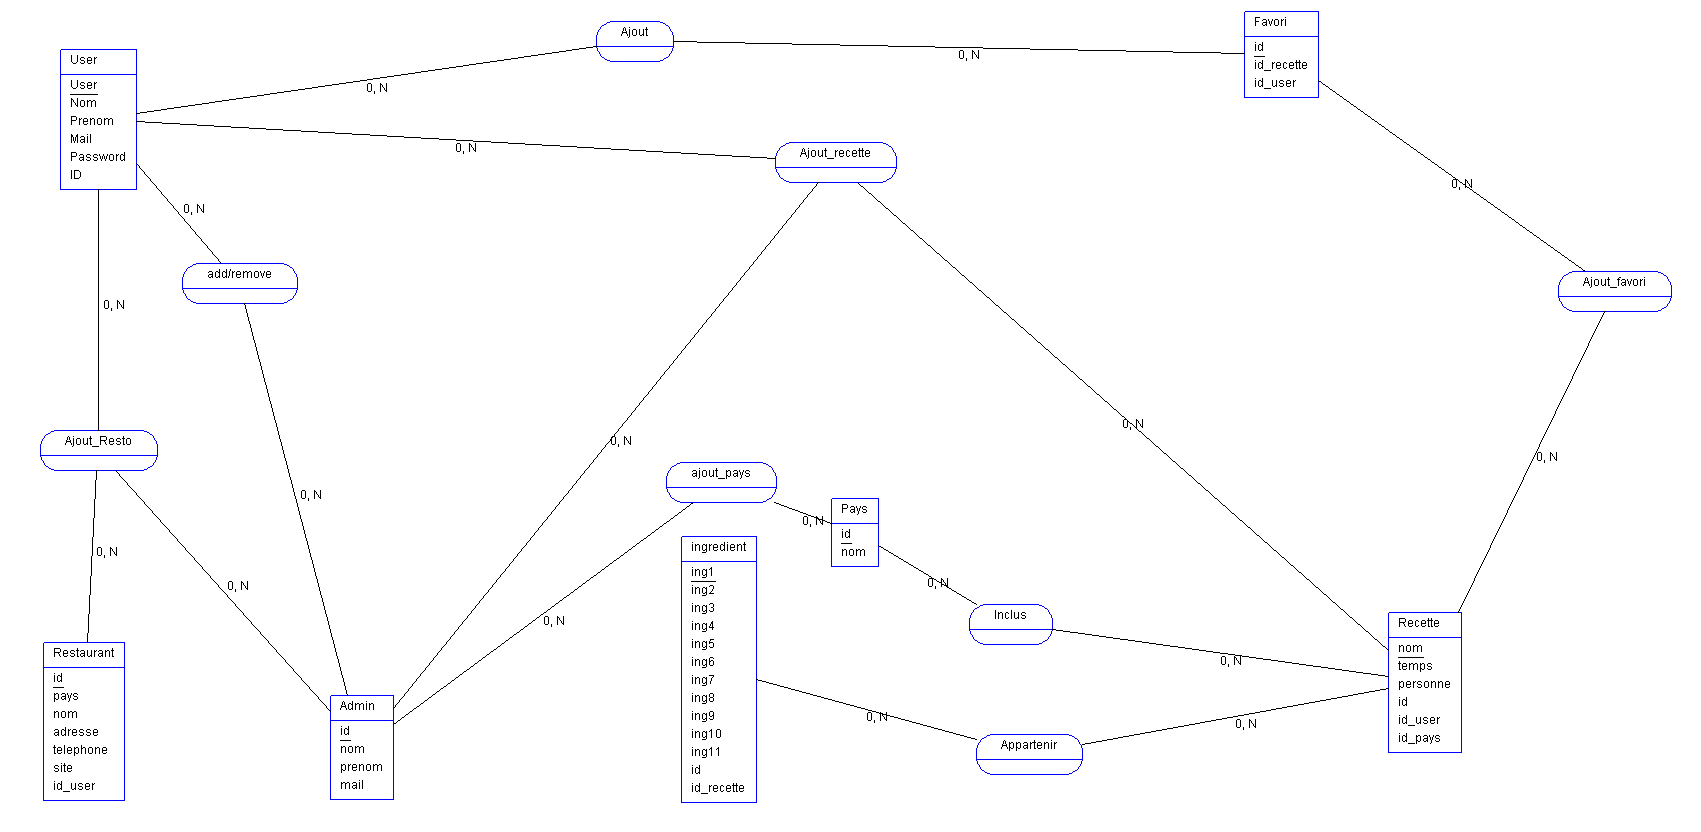 User
User
Nom
Prenom
Mail
Password
ID
Ajout
0, N
0, N
Favori
id
id_recette
id_user
0, N
Ajout_recette
0, N
add/remove
0, N
0, N
Ajout_favori
0, N
0, N
0, N
0, N
Ajout_Resto
0, N
0, N
Restaurant
id
pays
nom
adresse
telephone
site
id_user
Admin
id
nom
prenom
mail
ajout_pays
0, N
0, N
Pays
id
nom
0, N
Inclus
0, N
ingredient
ing1
ing2
ing3
ing4
ing5
ing6
ing7
ing8
ing9
ing10
ing11
id
id_recette
0, N
Appartenir
0, N
Recette
nom
temps
personne
id
id_user
id_pays